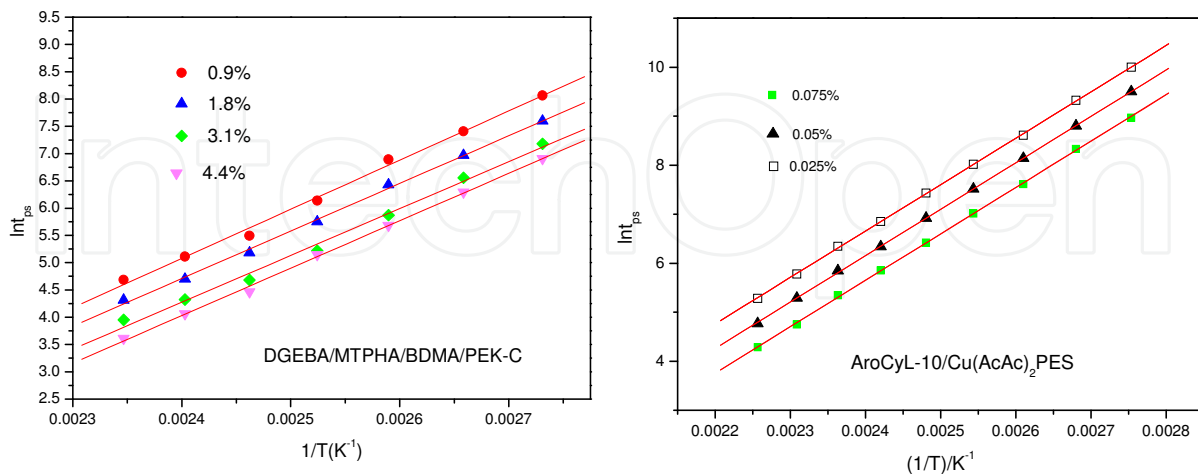 9.5
9.0
8.5
8.0
7.5
7.0
6.5
6.0
5.5
5.0
4.5
4.0
3.5
3.0
2.5
lnt_ps
0.9%
1.8%
3.1%
4.4%
DGEBA/MTPHA/BDMA/PEK-C
0.0023 0.0024 0.0025 0.0026 0.0027
1/T(K⁻¹)
10
8
6
4
lnt_ps
0.075%
0.05%
0.025%
AroCyL-10/Cu(AcAc)₂PES
0.0022 0.0023 0.0024 0.0025 0.0026 0.0027 0.0028
(1/T)/K⁻¹
ntechOpen